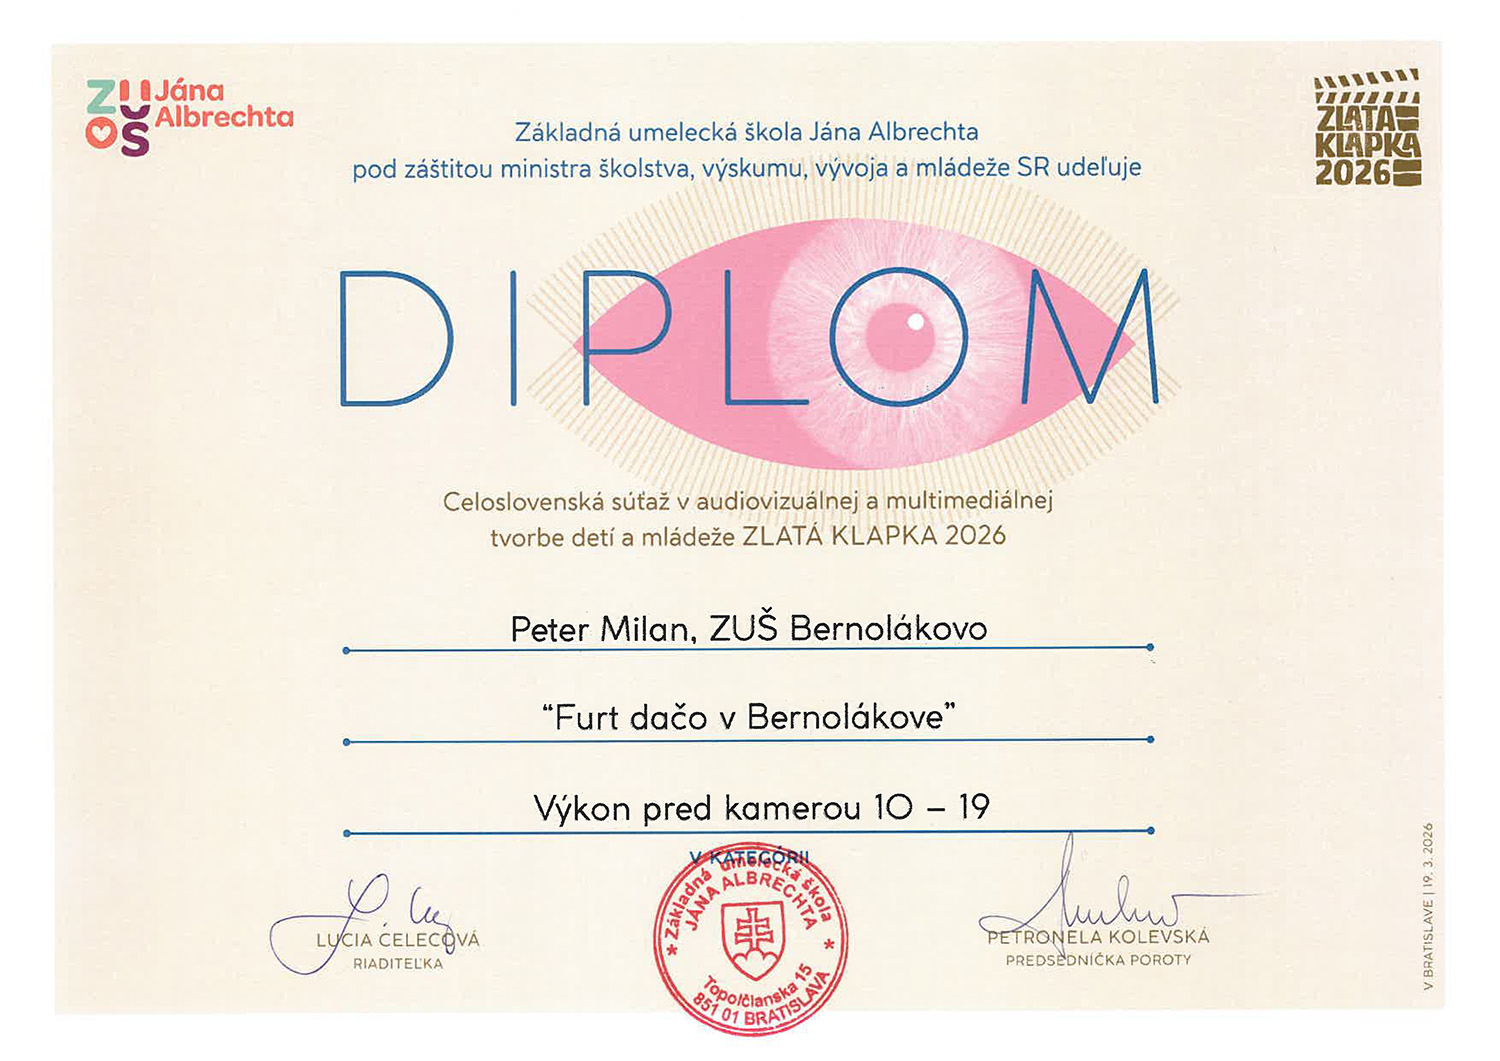 ZUŠ Jána
Albrechta
ZLATÁ
KLAPKA
2026
Základná umelecká škola Jána Albrechta
pod záštitou ministra školstva, výskumu, vývoja a mládeže SR udeľuje
DIPLOM
Celoslovenská súťaž v audiovizuálnej a multimediálnej
tvorbe detí a mládeže ZLATÁ KLAPKA 2026
Peter Milan, ZUŠ Bernolákovo
“Furt dačo v Bernolákove”
Výkon pred kamerou 10 – 19
V KATEGÓRII
LUCIA ČELECOVÁ
RIADITEĽKA
* Základná umelecká škola *
JÁNA ALBRECHTA
Topoľčianska 15
851 01 BRATISLAVA
PETRONELA KOLEVSKÁ
PREDSEDNÍČKA POROTY
V BRATISLAVE | 19. 3. 2026